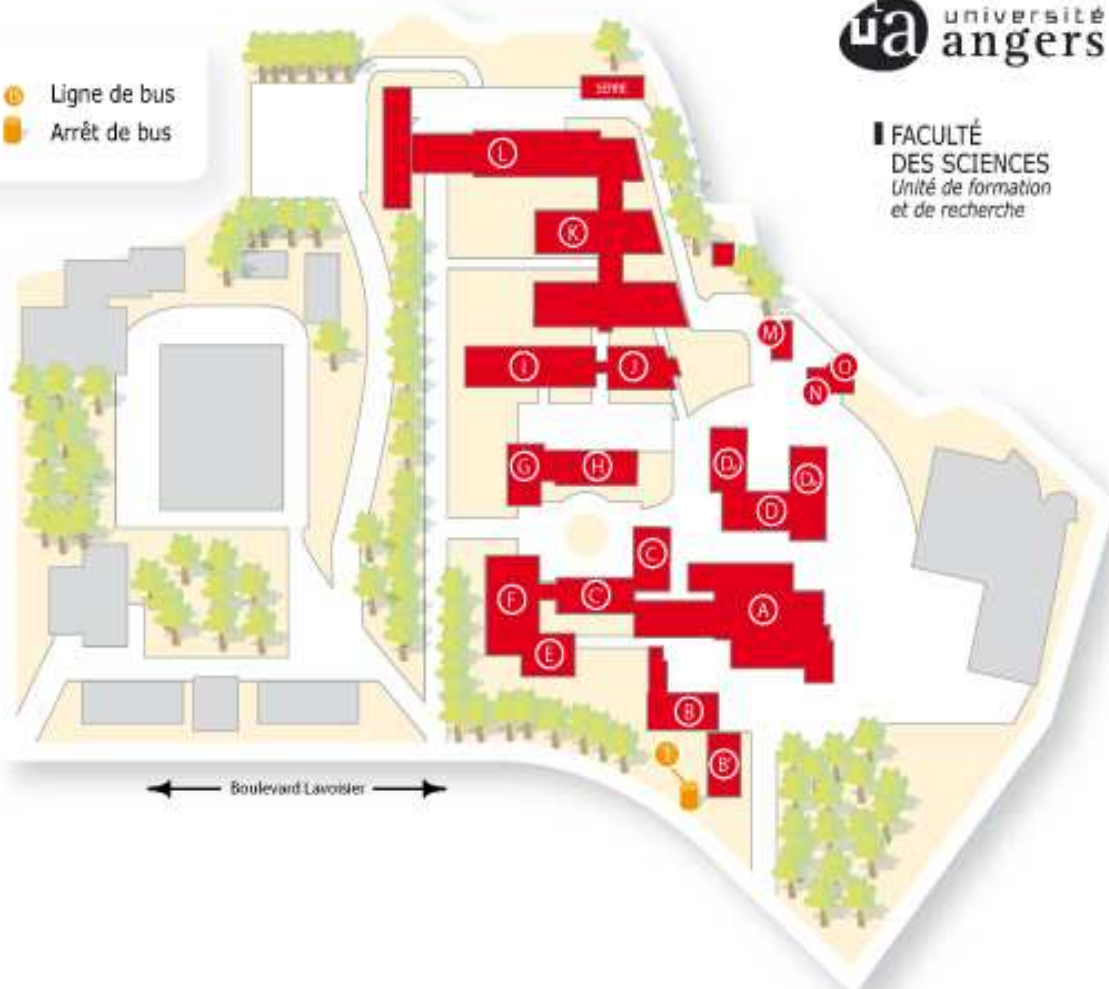 université
angers
Ligne de bus
Arrêt de bus
FACULTÉ
DES SCIENCES
Unité de formation
et de recherche
SERRE
L
K
M
I
J
O
N
G
H
D
C
F
C
A
E
B
B'
Boulevard Lavoisier